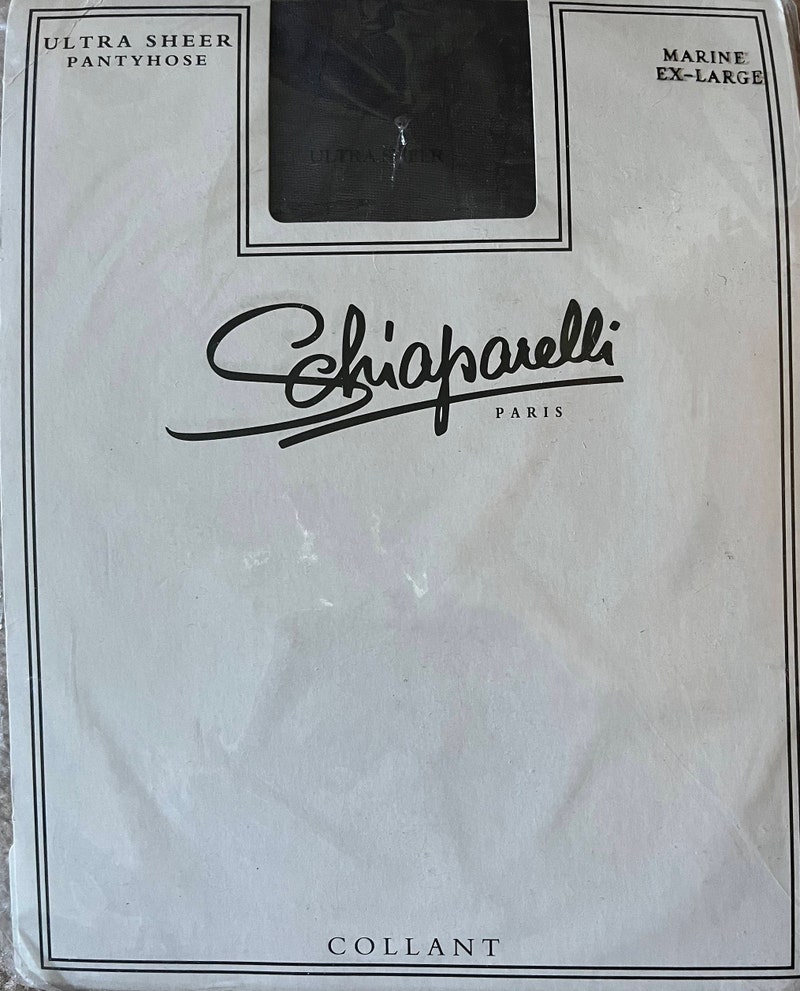 ULTRA SHEER
PANTYHOSE
MARINE
EX-LARGE
ULTRA SHEER
Schiaparelli
PARIS
COLLANT